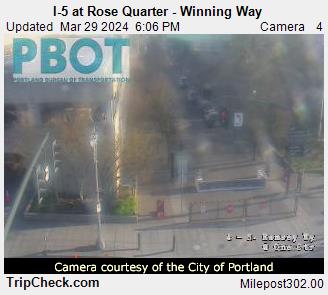 I-5 at Rose Quarter - Winning Way
Updated Mar 29 2024 6:06 PM Camera 4
PBOT
PORTLAND BUREAU OF TRANSPORTATION
Camera courtesy of the City of Portland
TripCheck.com Milepost302.00